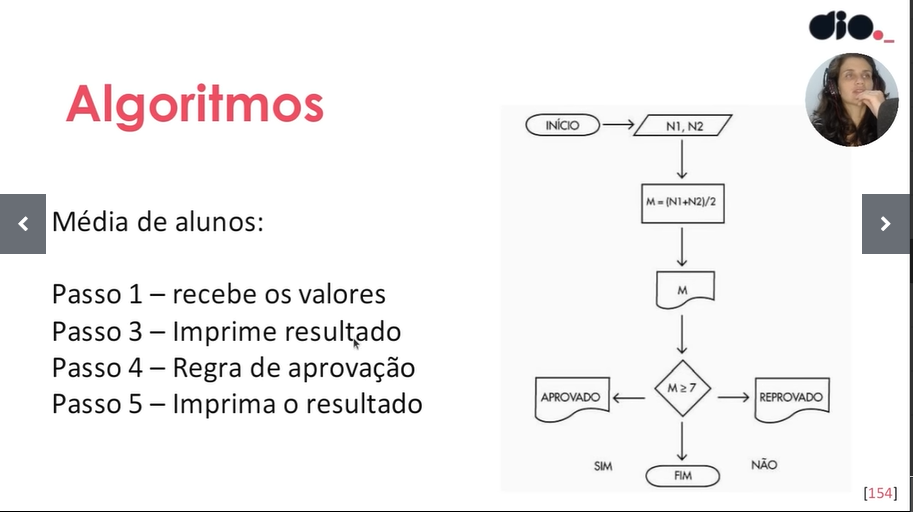 dio._
Algoritmos
Média de alunos:
Passo 1 – recebe os valores
Passo 3 – Imprime resultado
Passo 4 – Regra de aprovação
Passo 5 – Imprima o resultado
INÍCIO
N1, N2
M = (N1+N2)/2
M
M ≥ 7
APROVADO
REPROVADO
SIM
NÃO
FIM
[154]